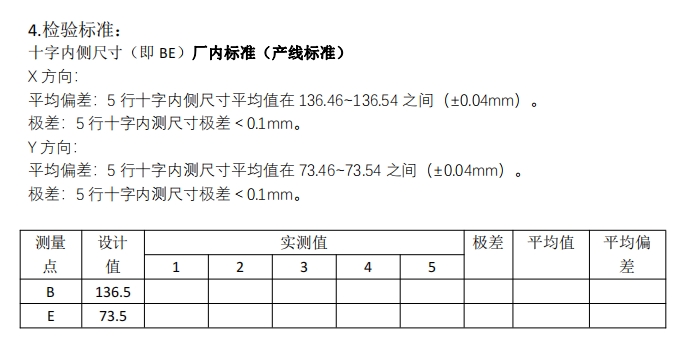 4.检验标准：
十字内侧尺寸（即 BE）厂内标准（产线标准）
X 方向：
平均偏差：5 行十字内侧尺寸平均值在 136.46~136.54 之间（±0.04mm）。
极差：5 行十字内测尺寸极差＜0.1mm。
Y 方向：
平均偏差：5 行十字内测尺寸平均值在 73.46~73.54 之间（±0.04mm）。
极差：5 行十字内测尺寸极差＜0.1mm。
测量点 设计值 实测值 极差 平均值 平均偏差
1 2 3 4 5
B 136.5
E 73.5